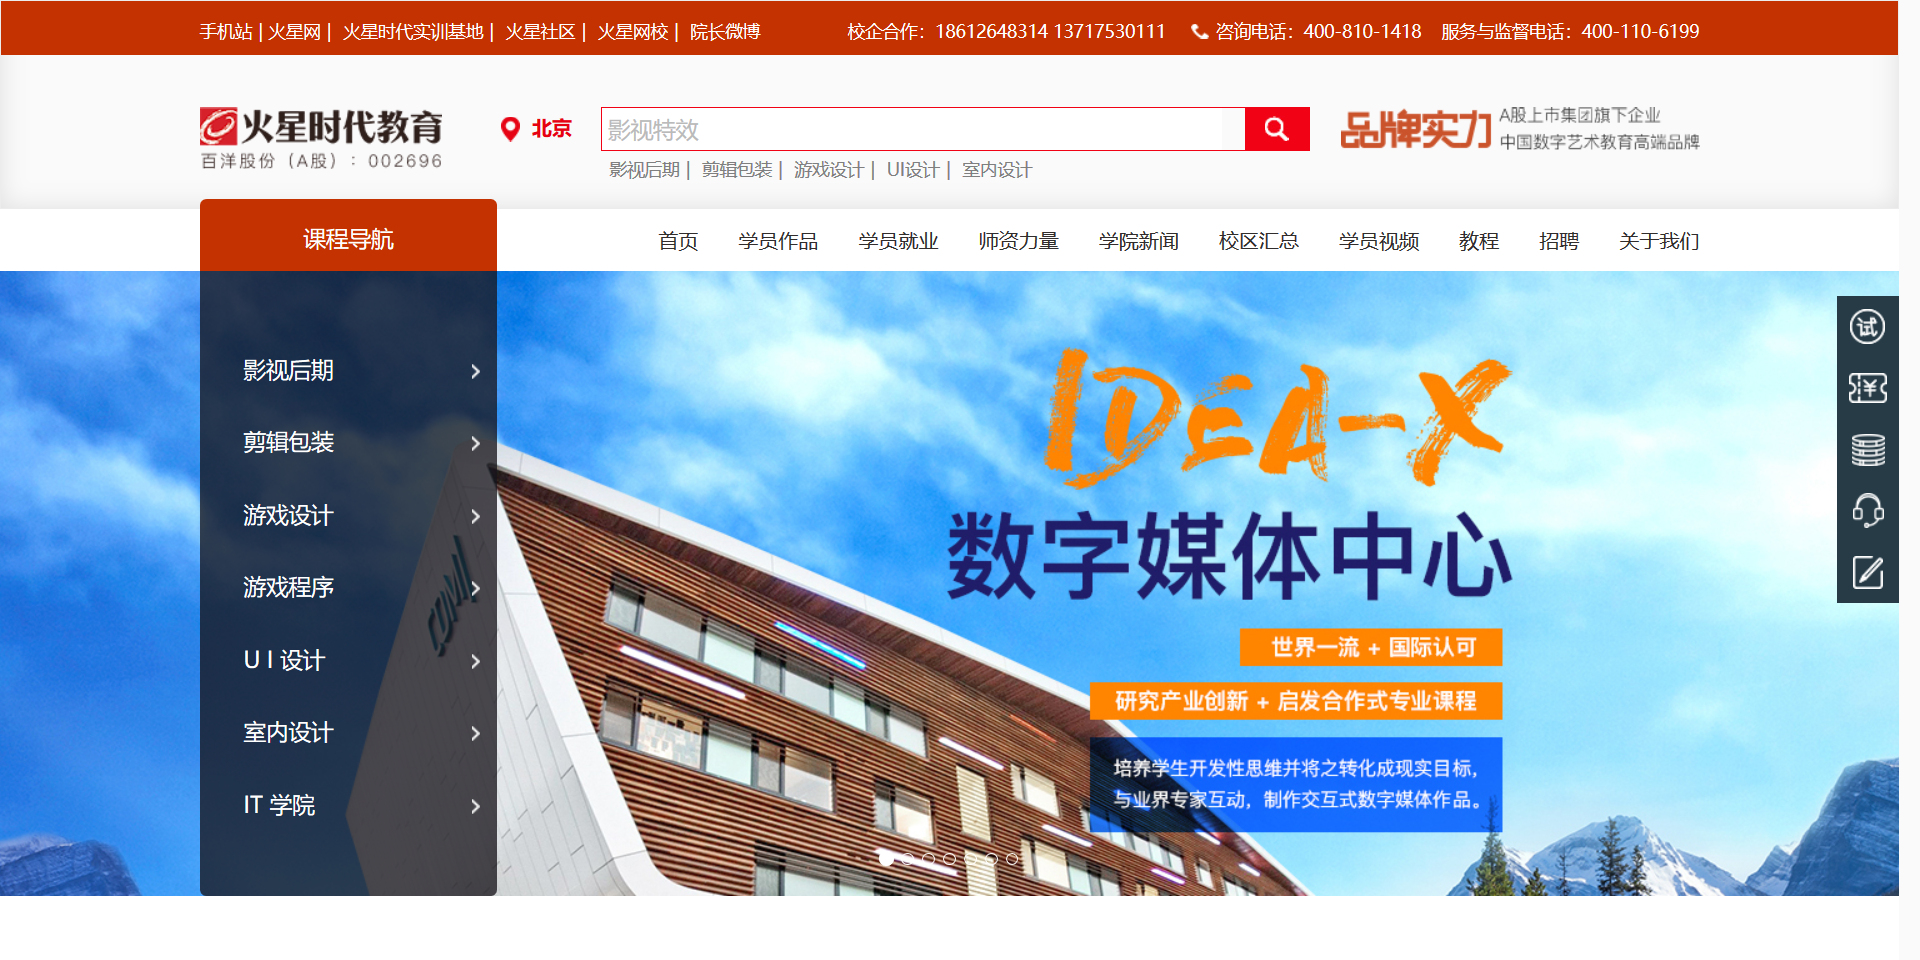 手机站 | 火星网 | 火星时代实训基地 | 火星社区 | 火星网校 | 院长微博
校企合作：18612648314 13717530111 咨询电话：400-810-1418 服务与监督电话：400-110-6199
火星时代教育
百洋股份（A股）：002696
北京
影视特效
影视后期 | 剪辑包装 | 游戏设计 | UI设计 | 室内设计
品牌实力
A股上市集团旗下企业
中国数字艺术教育高端品牌
课程导航
首页 学员作品 学员就业 师资力量 学院新闻 校区汇总 学员视频 教程 招聘 关于我们
影视后期
剪辑包装
游戏设计
游戏程序
U I 设计
室内设计
IT 学院
IDEA-X
数字媒体中心
世界一流 + 国际认可
研究产业创新 + 启发合作式专业课程
培养学生开发性思维并将之转化成现实目标，
与业界专家互动，制作交互式数字媒体作品。
试
¥